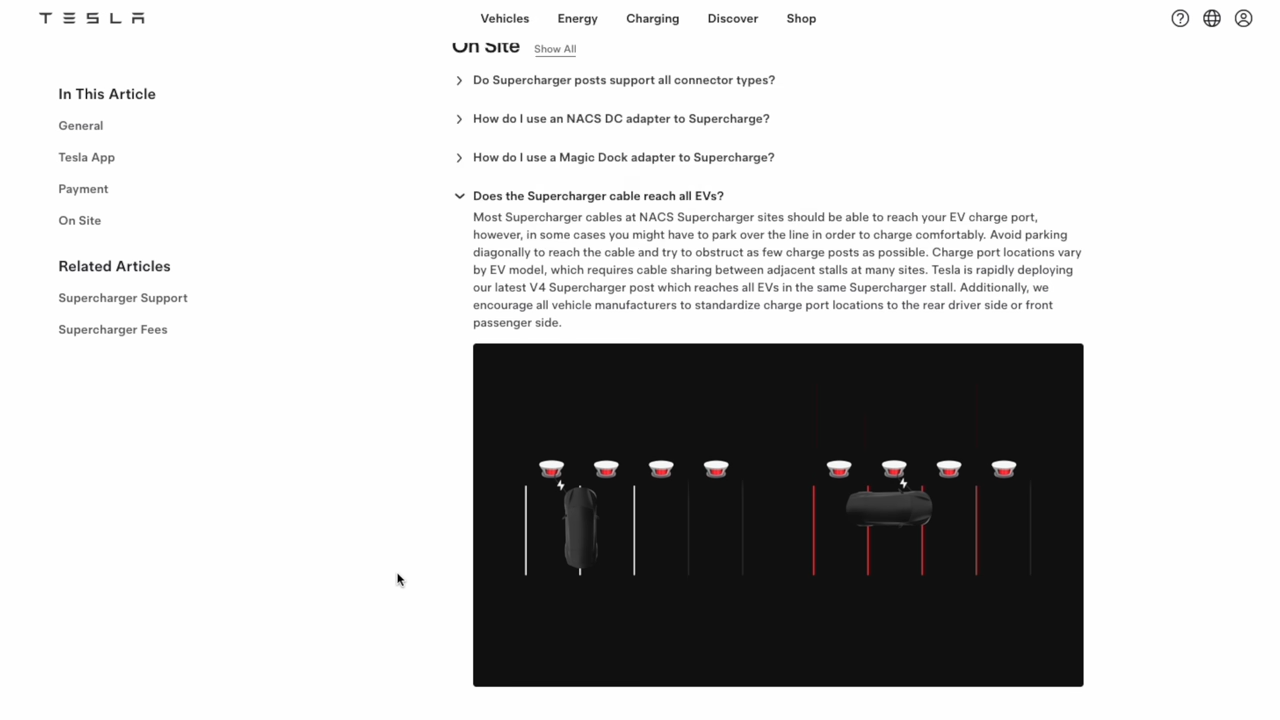 TESLA
Vehicles Energy Charging Discover Shop
On Site Show All
In This Article
General
Tesla App
Payment
On Site
Related Articles
Supercharger Support
Supercharger Fees
Do Supercharger posts support all connector types?
How do I use an NACS DC adapter to Supercharge?
How do I use a Magic Dock adapter to Supercharge?
Does the Supercharger cable reach all EVs?
Most Supercharger cables at NACS Supercharger sites should be able to reach your EV charge port,
however, in some cases you might have to park over the line in order to charge comfortably. Avoid parking
diagonally to reach the cable and try to obstruct as few charge posts as possible. Charge port locations vary
by EV model, which requires cable sharing between adjacent stalls at many sites. Tesla is rapidly deploying
our latest V4 Supercharger post which reaches all EVs in the same Supercharger stall. Additionally, we
encourage all vehicle manufacturers to standardize charge port locations to the rear driver side or front
passenger side.